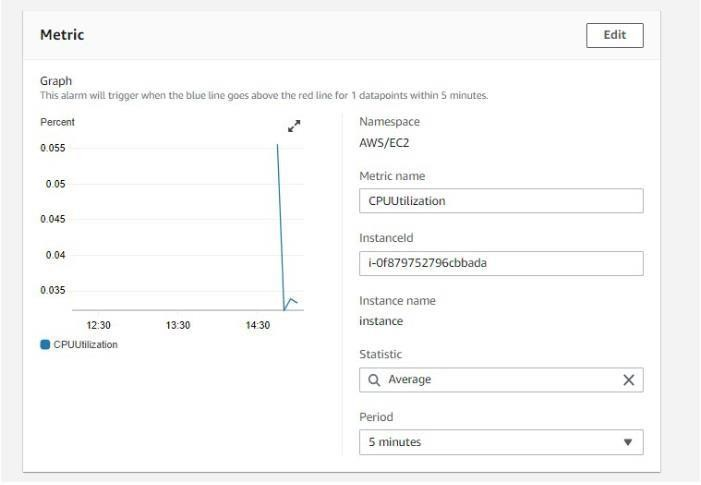 Metric
Edit
Graph
This alarm will trigger when the blue line goes above the red line for 1 datapoints within 5 minutes.
Percent
0.055
0.05
0.045
0.04
0.035
12:30 13:30 14:30
CPUUtilization
Namespace
AWS/EC2
Metric name
CPUUtilization
InstanceId
i-0f879752796cbbada
Instance name
instance
Statistic
Average
Period
5 minutes